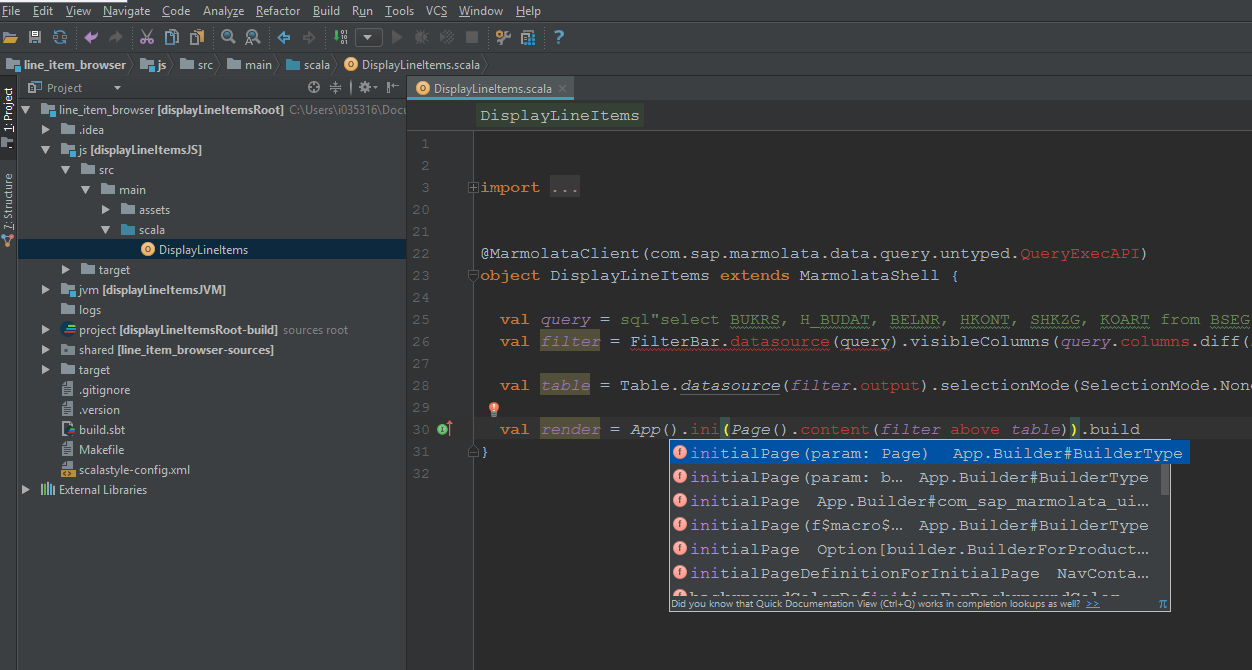 File Edit View Navigate Code Analyze Refactor Build Run Tools VCS Window Help
line_item_browser js src main scala DisplayLineItems.scala
Project
DisplayLineItems.scala
1: Project
7: Structure
line_item_browser [displayLineItemsRoot] C:\Users\i035316\Docu
.idea
js [displayLineItemsJS]
src
main
assets
scala
DisplayLineItems
target
jvm [displayLineItemsJVM]
logs
project [displayLineItemsRoot-build] sources root
shared [line_item_browser-sources]
target
.gitignore
.version
build.sbt
Makefile
scalastyle-config.xml
External Libraries
DisplayLineItems
1
2
3 import ...
20
21
22 @MarmolataClient(com.sap.marmolata.data.query.untyped.QueryExecAPI)
23 object DisplayLineItems extends MarmolataShell {
24
25 val query = sql"select BUKRS, H_BUDAT, BELNR, HKONT, SHKZG, KOART from BSEG
26 val filter = FilterBar.datasource(query).visibleColumns(query.columns.diff(
27
28 val table = Table.datasource(filter.output).selectionMode(SelectionMode.None
29
30 val render = App().ini(Page().content(filter above table)).build
31 }
32
initialPage(param: Page) App.Builder#BuilderType
initialPage(param: b... App.Builder#BuilderType
initialPage App.Builder#com_sap_marmolata_ui...
initialPage(f$macro$... App.Builder#BuilderType
initialPage Option[builder.BuilderForProduct...
initialPageDefinitionForInitialPage NavConta...
backgroundColorDefinitionForBackgroundColor
Did you know that Quick Documentation View (Ctrl+Q) works in completion lookups as well? >> π